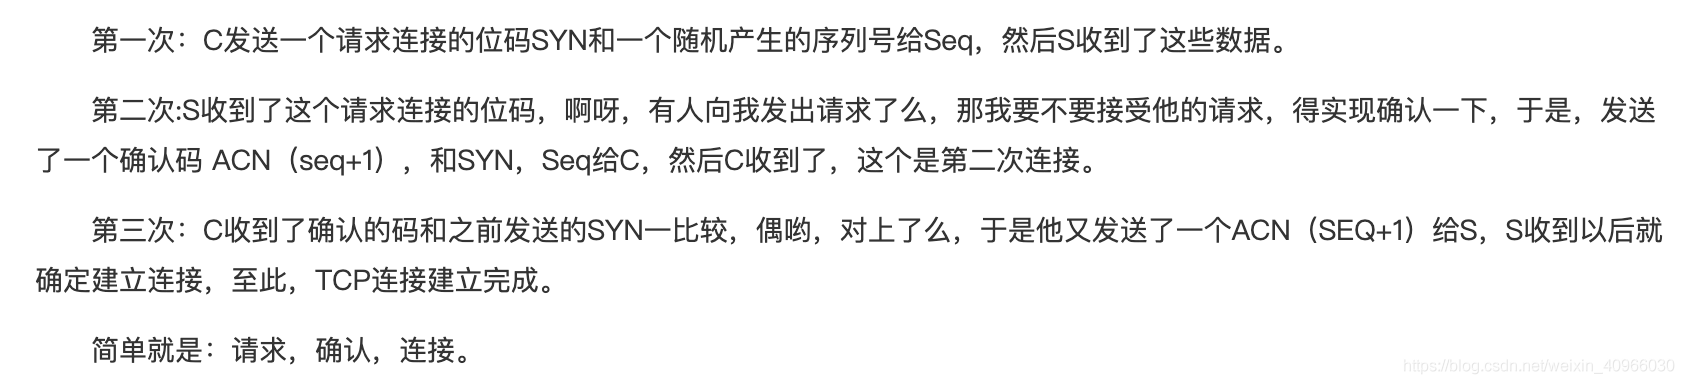 第一次：C发送一个请求连接的位码SYN和一个随机产生的序列号给Seq，然后S收到了这些数据。
第二次:S收到了这个请求连接的位码，啊呀，有人向我发出请求了么，那我要不要接受他的请求，得实现确认一下，于是，发送
了一个确认码 ACN（seq+1），和SYN，Seq给C，然后C收到了，这个是第二次连接。
第三次：C收到了确认的码和之前发送的SYN一比较，偶哟，对上了么，于是他又发送了一个ACN（SEQ+1）给S，S收到以后就
确定建立连接，至此，TCP连接建立完成。
简单就是：请求，确认，连接。
https://blog.csdn.net/weixin_40966030